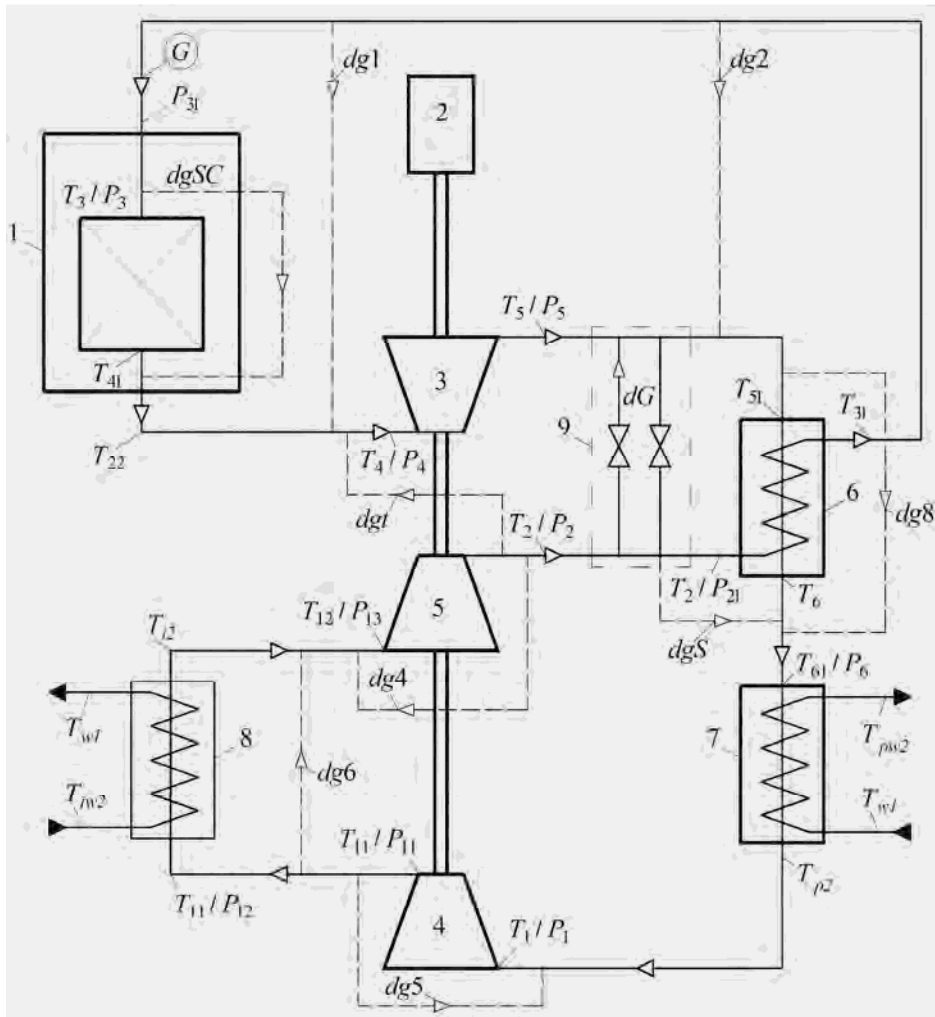 G
dg1
dg2
P31
2
dgSC
T3 / P3
1
T5 / P5
T41
3
dG
T51
T31
9
T22
T4 / P4
6
dgt
dg8
T2 / P2
T2 / P21
T6
T12 / P13
5
T12
dgS
dg4
T61 / P6
Tw1
8
7
Tpw2
dg6
Tiw2
Tw1
T11 / P11
Tp2
T11 / P12
4
T1 / P1
dg5